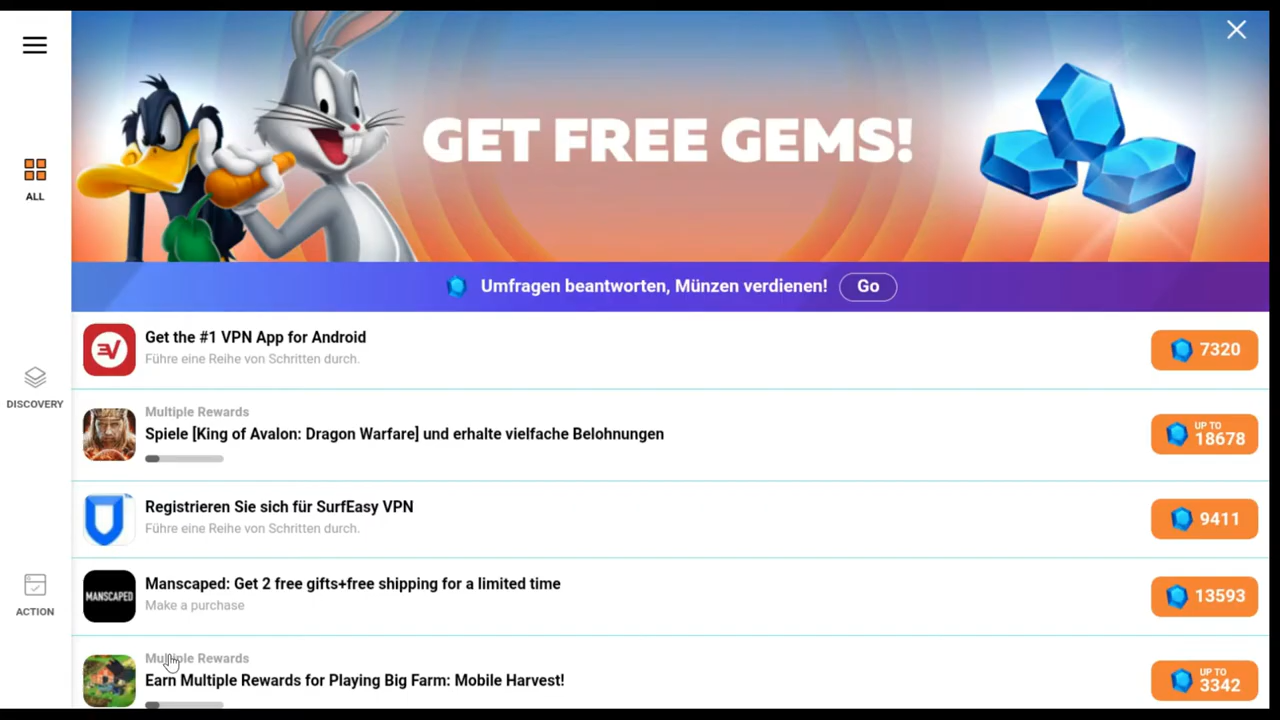 GET FREE GEMS!
ALL
Umfragen beantworten, Münzen verdienen! Go
Get the #1 VPN App for Android
Führe eine Reihe von Schritten durch.
7320
DISCOVERY
Multiple Rewards
Spiele [King of Avalon: Dragon Warfare] und erhalte vielfache Belohnungen
UP TO
18678
Registrieren Sie sich für SurfEasy VPN
Führe eine Reihe von Schritten durch.
9411
ACTION
MANSCAPED
Manscaped: Get 2 free gifts+free shipping for a limited time
Make a purchase
13593
Multiple Rewards
Earn Multiple Rewards for Playing Big Farm: Mobile Harvest!
UP TO
3342